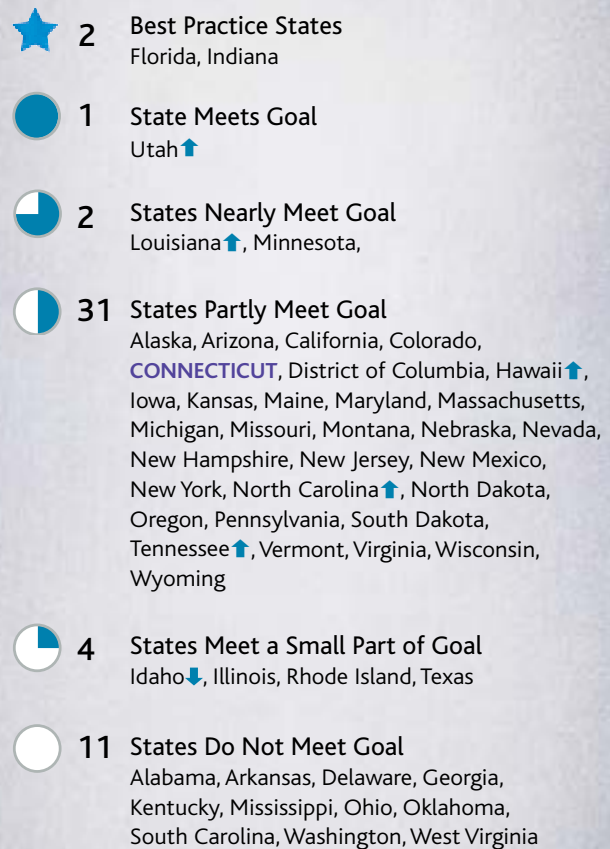 2 Best Practice States
Florida, Indiana
1 State Meets Goal
Utah⬆
2 States Nearly Meet Goal
Louisiana⬆, Minnesota,
31 States Partly Meet Goal
Alaska, Arizona, California, Colorado,
CONNECTICUT, District of Columbia, Hawaii⬆,
Iowa, Kansas, Maine, Maryland, Massachusetts,
Michigan, Missouri, Montana, Nebraska, Nevada,
New Hampshire, New Jersey, New Mexico,
New York, North Carolina⬆, North Dakota,
Oregon, Pennsylvania, South Dakota,
Tennessee⬆, Vermont, Virginia, Wisconsin,
Wyoming
4 States Meet a Small Part of Goal
Idaho⬇, Illinois, Rhode Island, Texas
11 States Do Not Meet Goal
Alabama, Arkansas, Delaware, Georgia,
Kentucky, Mississippi, Ohio, Oklahoma,
South Carolina, Washington, West Virginia